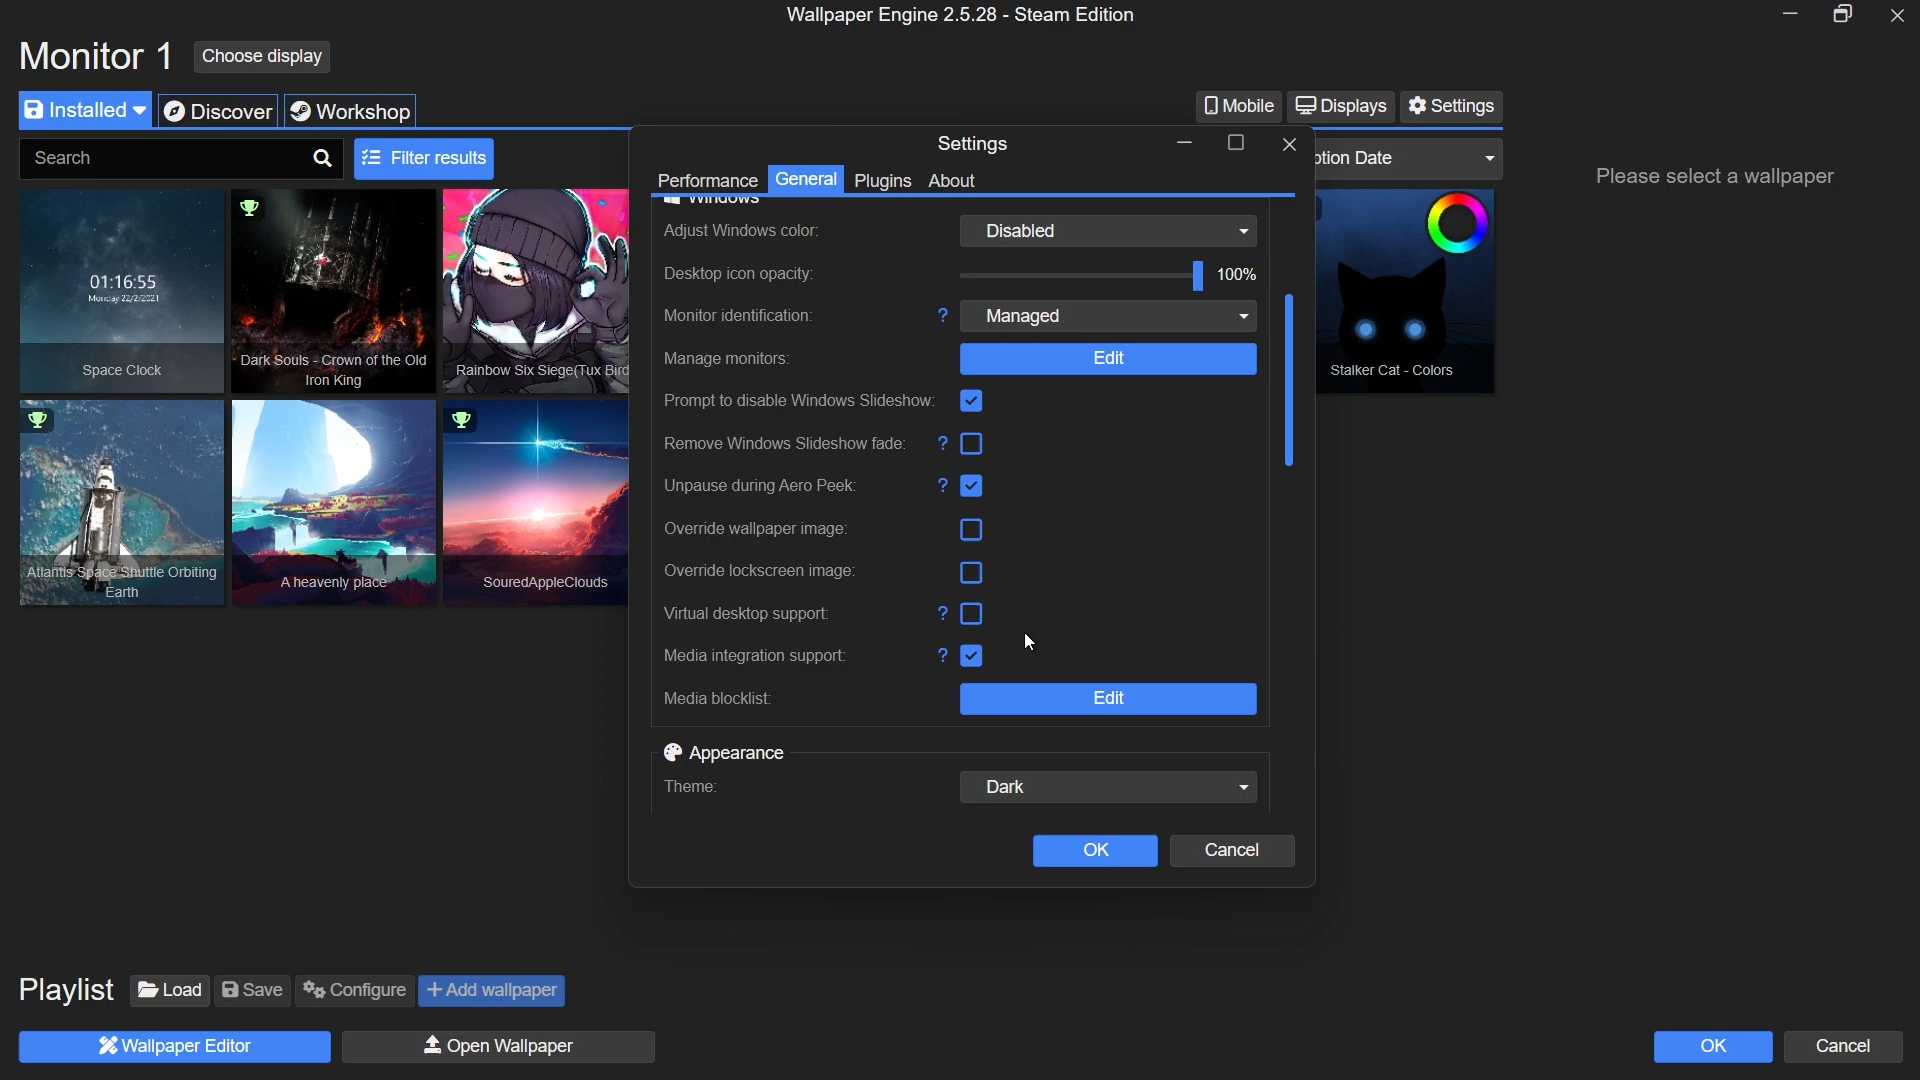 Wallpaper Engine 2.5.28 - Steam Edition
Monitor 1
Choose display
Installed
Discover
Workshop
Mobile
Displays
Settings
Search
Filter results
ption Date
Please select a wallpaper
01:16:55
Monday 22/2/2021
Space Clock
Dark Souls - Crown of the Old
Iron King
Rainbow Six Siege(Tux Bird
Stalker Cat - Colors
Atlantis Space Shuttle Orbiting
Earth
A heavenly place
SouredAppleClouds
Settings
Performance
General
Plugins
About
Windows
Adjust Windows color:
Disabled
Desktop icon opacity:
100%
Monitor identification:
?
Managed
Manage monitors:
Edit
Prompt to disable Windows Slideshow:
Remove Windows Slideshow fade:
?
Unpause during Aero Peek:
?
Override wallpaper image:
Override lockscreen image:
Virtual desktop support:
?
Media integration support:
?
Media blocklist:
Edit
Appearance
Theme:
Dark
OK
Cancel
Playlist
Load
Save
Configure
Add wallpaper
Wallpaper Editor
Open Wallpaper
OK
Cancel